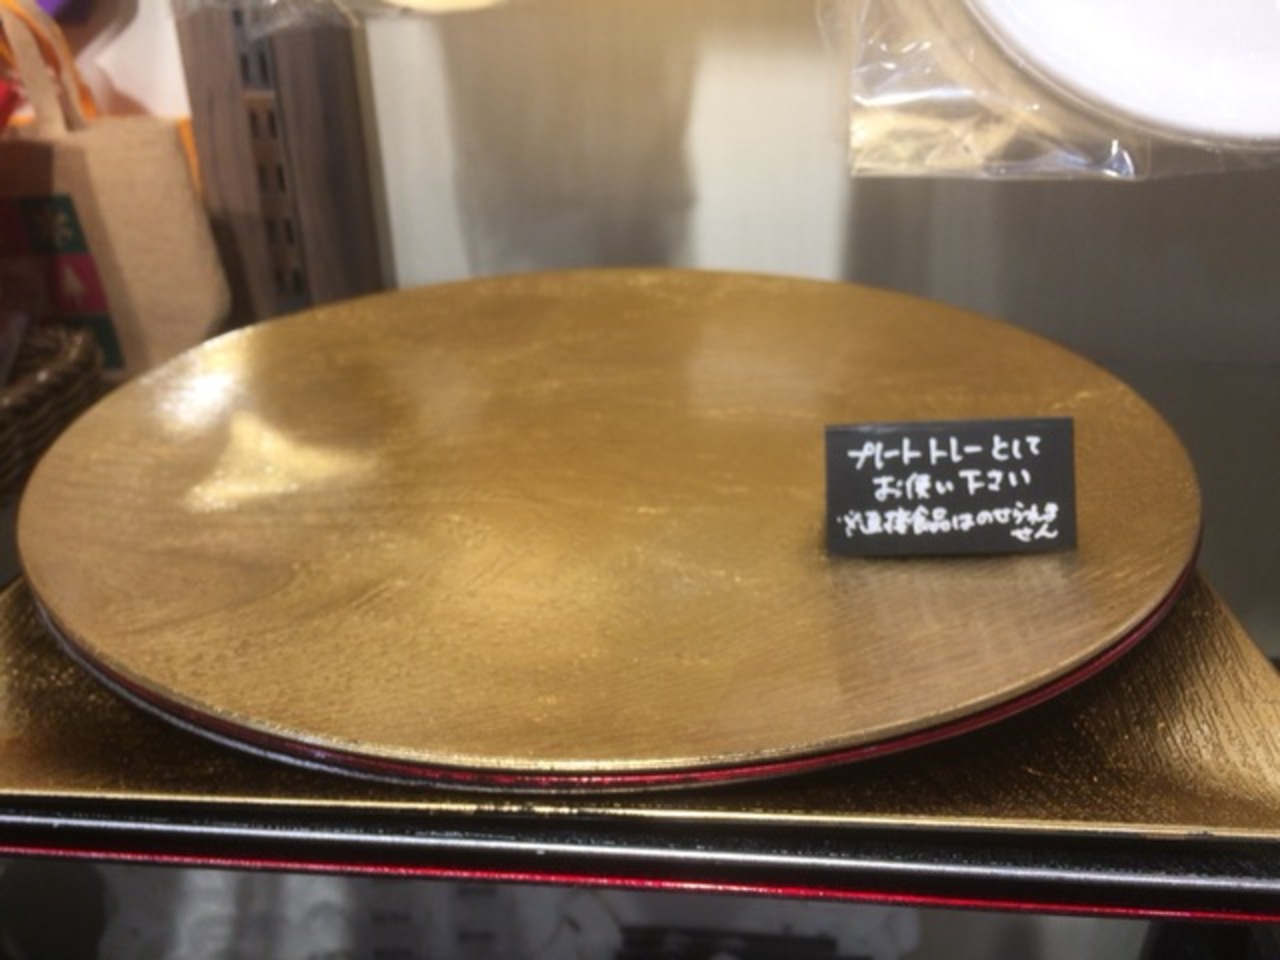 プレートトレーとして
お使い下さい
※直接食品はのせられま
せん